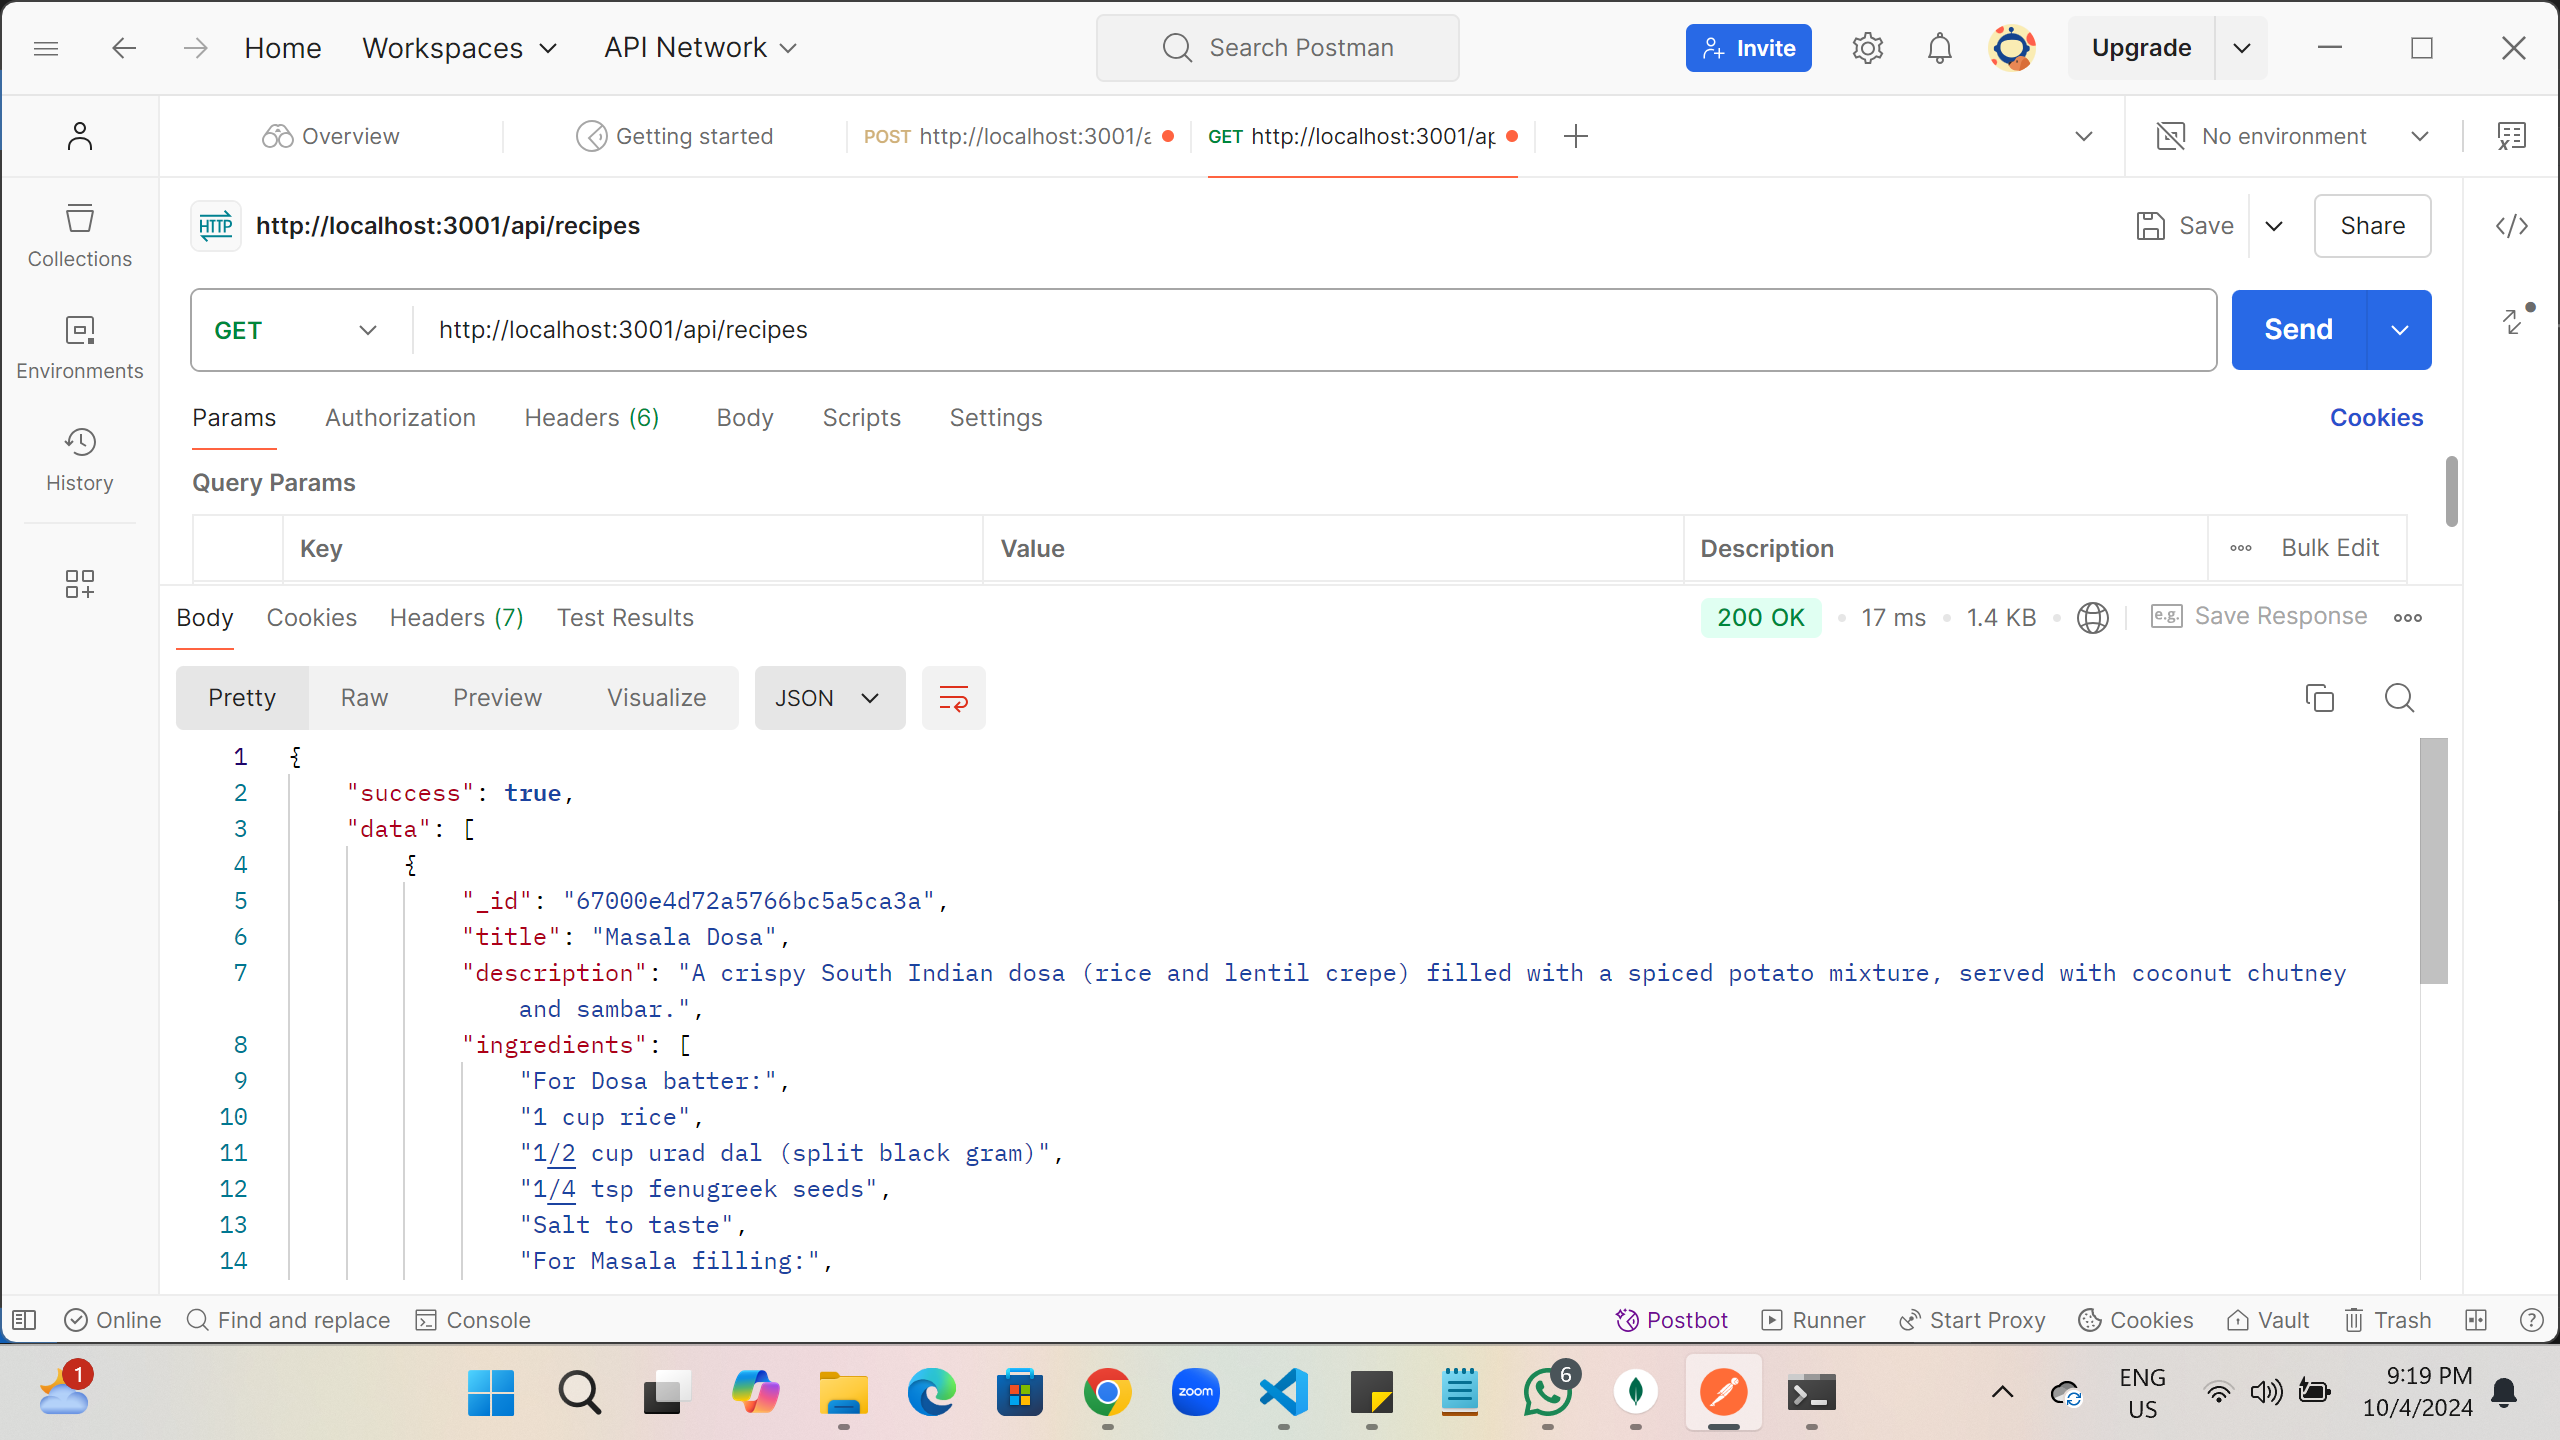 Home Workspaces API Network Search Postman Invite Upgrade
Overview Getting started POST http://localhost:3001/a GET http://localhost:3001/ap No environment
HTTP http://localhost:3001/api/recipes Save Share
GET http://localhost:3001/api/recipes Send
Collections
Environments
History
Params Authorization Headers (6) Body Scripts Settings Cookies
Query Params
Key Value Description Bulk Edit
Body Cookies Headers (7) Test Results 200 OK 17 ms 1.4 KB e.g. Save Response
Pretty Raw Preview Visualize JSON
1 {
2 "success": true,
3 "data": [
4 {
5 "_id": "67000e4d72a5766bc5a5ca3a",
6 "title": "Masala Dosa",
7 "description": "A crispy South Indian dosa (rice and lentil crepe) filled with a spiced potato mixture, served with coconut chutney
and sambar.",
8 "ingredients": [
9 "For Dosa batter:",
10 "1 cup rice",
11 "1/2 cup urad dal (split black gram)",
12 "1/4 tsp fenugreek seeds",
13 "Salt to taste",
14 "For Masala filling:",
Online Find and replace Console Postbot Runner Start Proxy Cookies Vault Trash
1 zoom 6 ENG 9:19 PM
US 10/4/2024